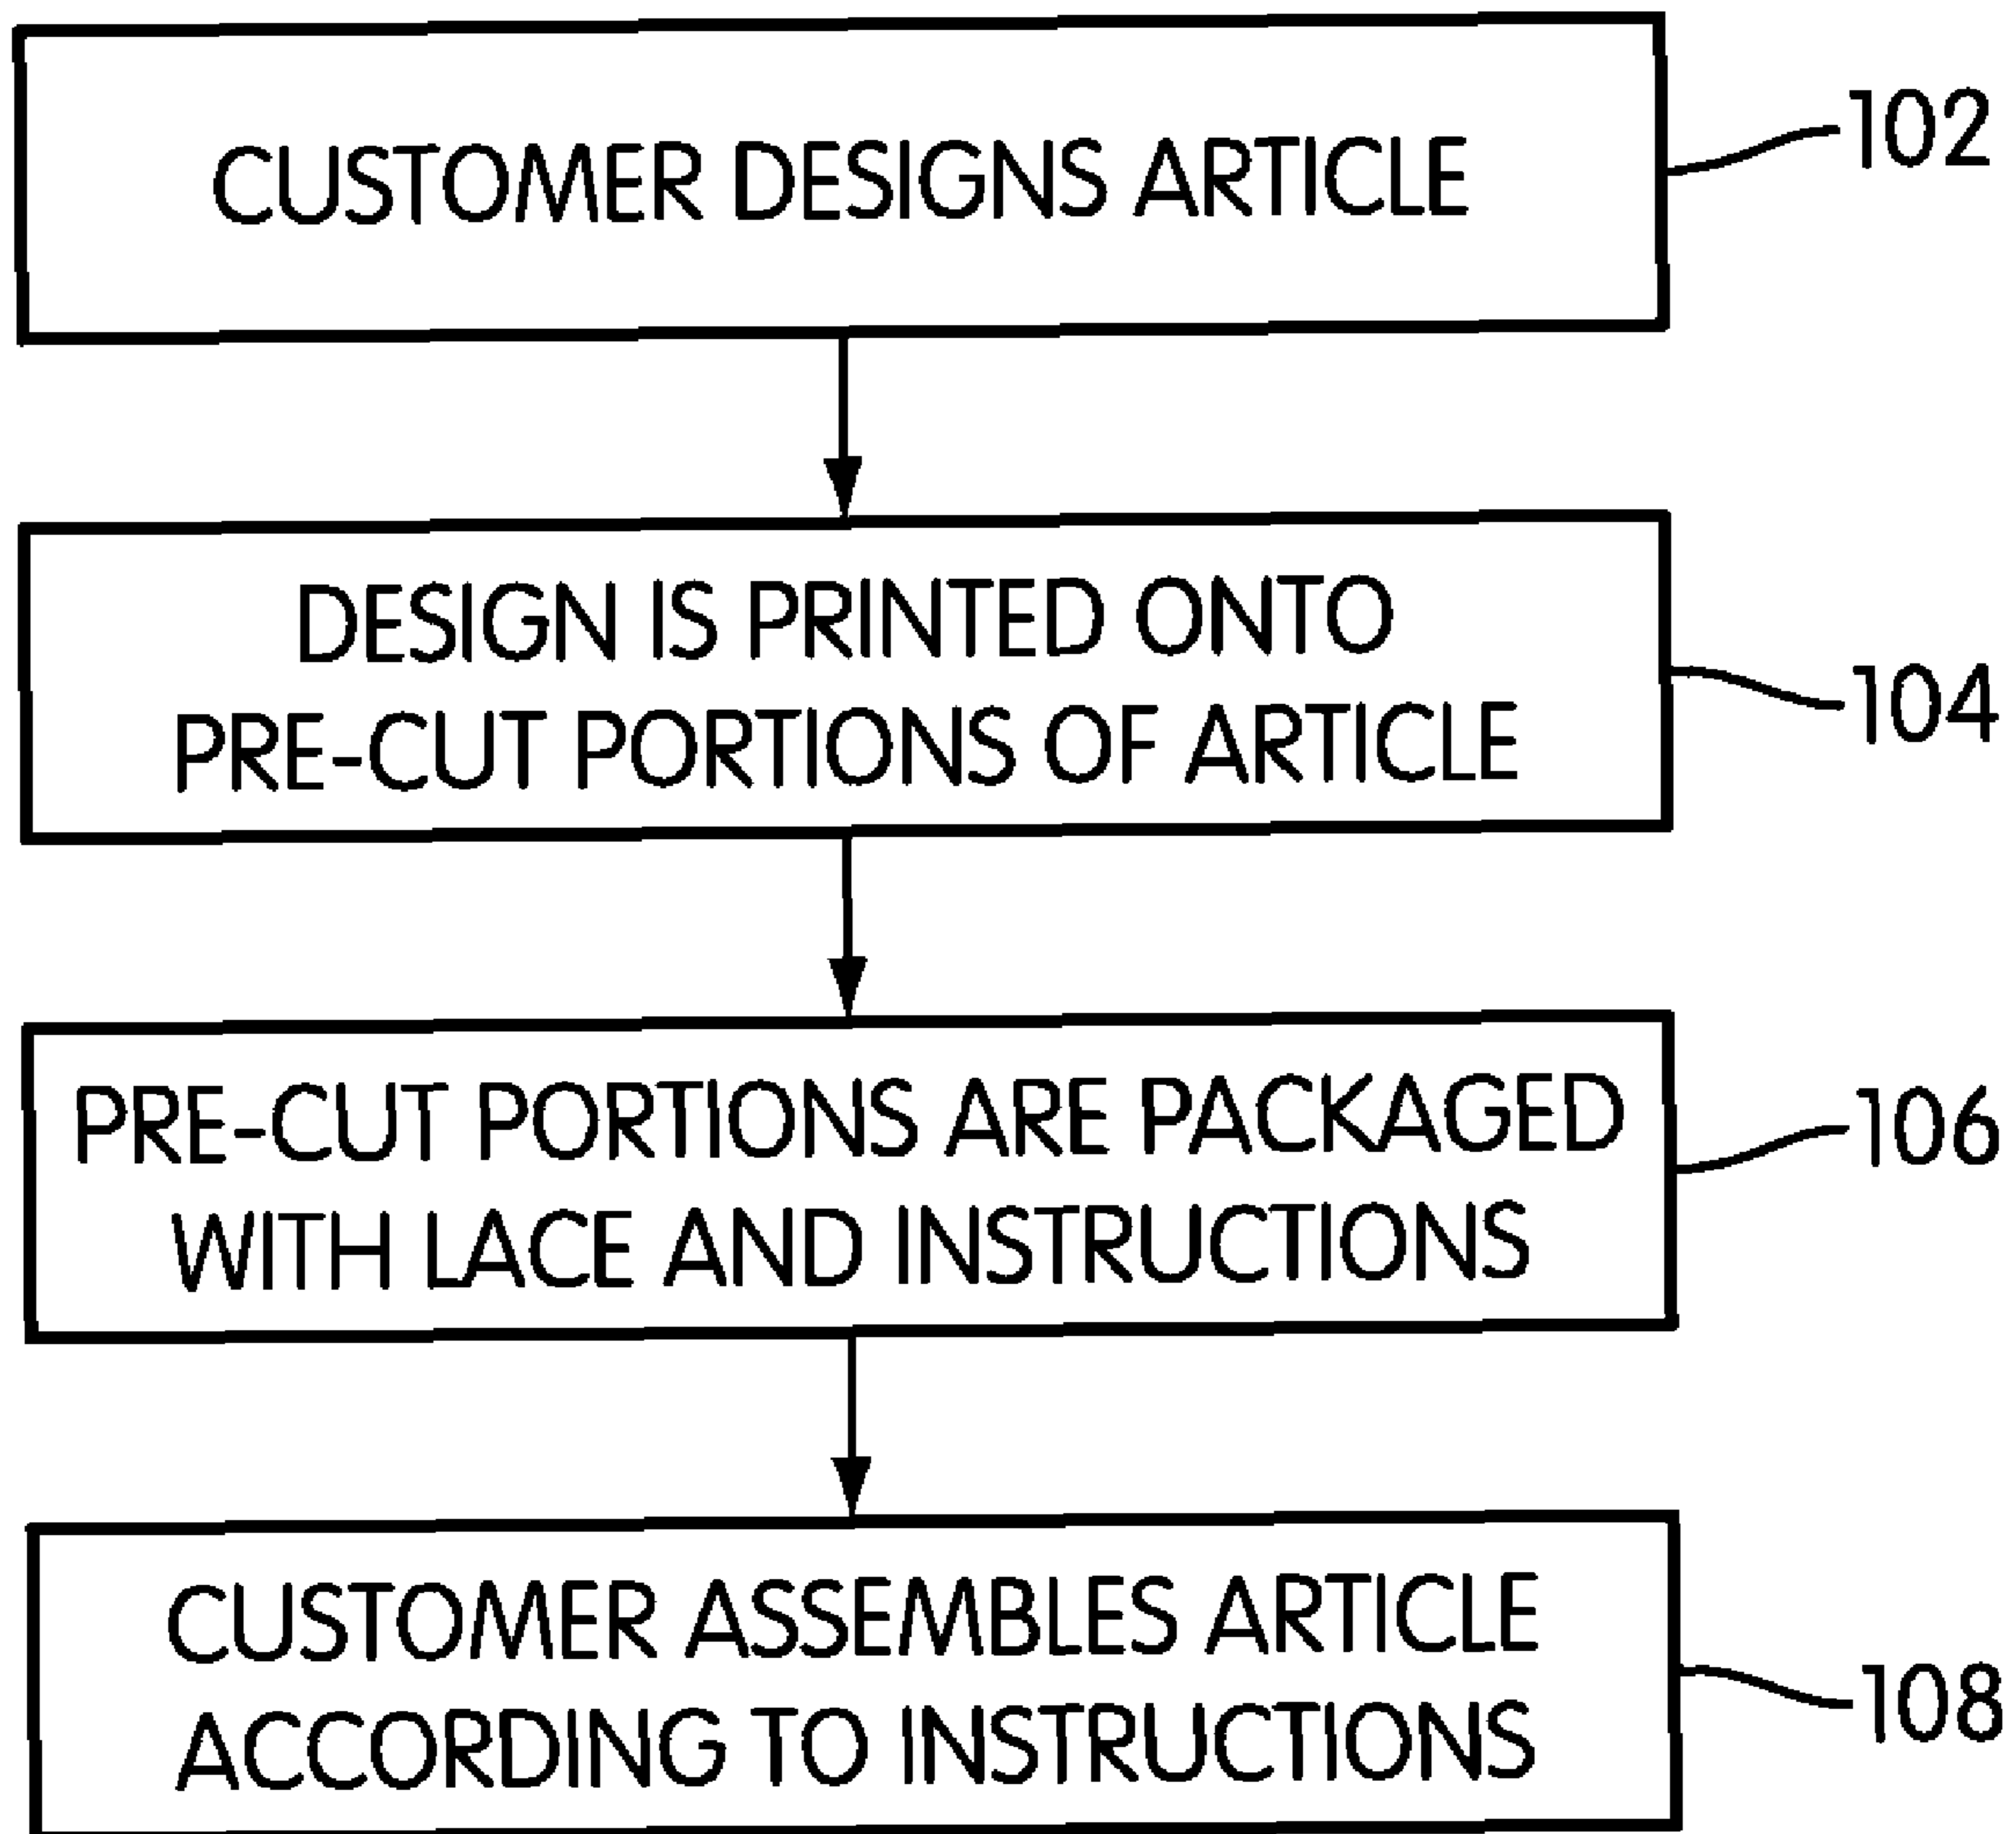 CUSTOMER DESIGNS ARTICLE
102
DESIGN IS PRINTED ONTO
PRE-CUT PORTIONS OF ARTICLE
104
PRE-CUT PORTIONS ARE PACKAGED
WITH LACE AND INSTRUCTIONS
106
CUSTOMER ASSEMBLES ARTICLE
ACCORDING TO INSTRUCTIONS
108